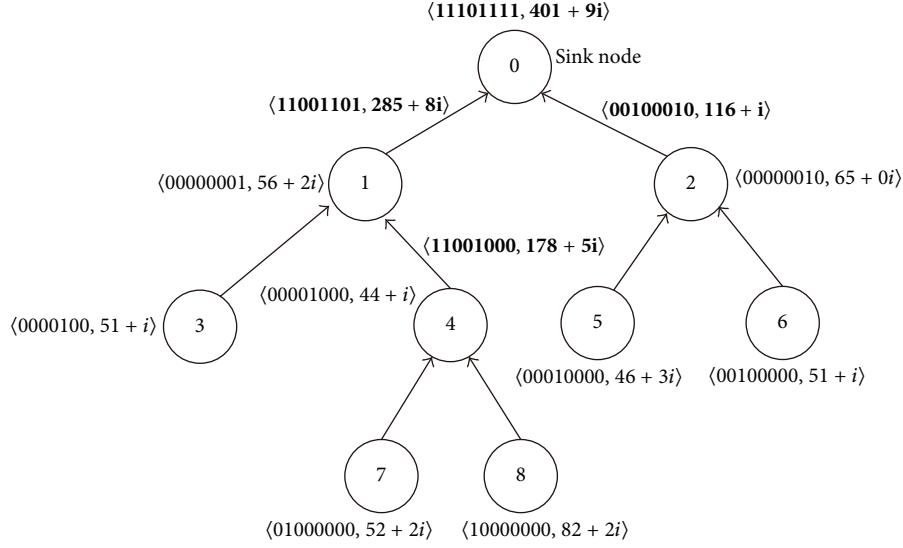 ⟨11101111, 401 + 9i⟩
0
Sink node
⟨11001101, 285 + 8i⟩
⟨00100010, 116 + i⟩
⟨00000001, 56 + 2i⟩
1
2
⟨00000010, 65 + 0i⟩
⟨11001000, 178 + 5i⟩
⟨00001000, 44 + i⟩
⟨0000100, 51 + i⟩
3
4
5
6
⟨00010000, 46 + 3i⟩
⟨00100000, 51 + i⟩
7
8
⟨01000000, 52 + 2i⟩
⟨10000000, 82 + 2i⟩